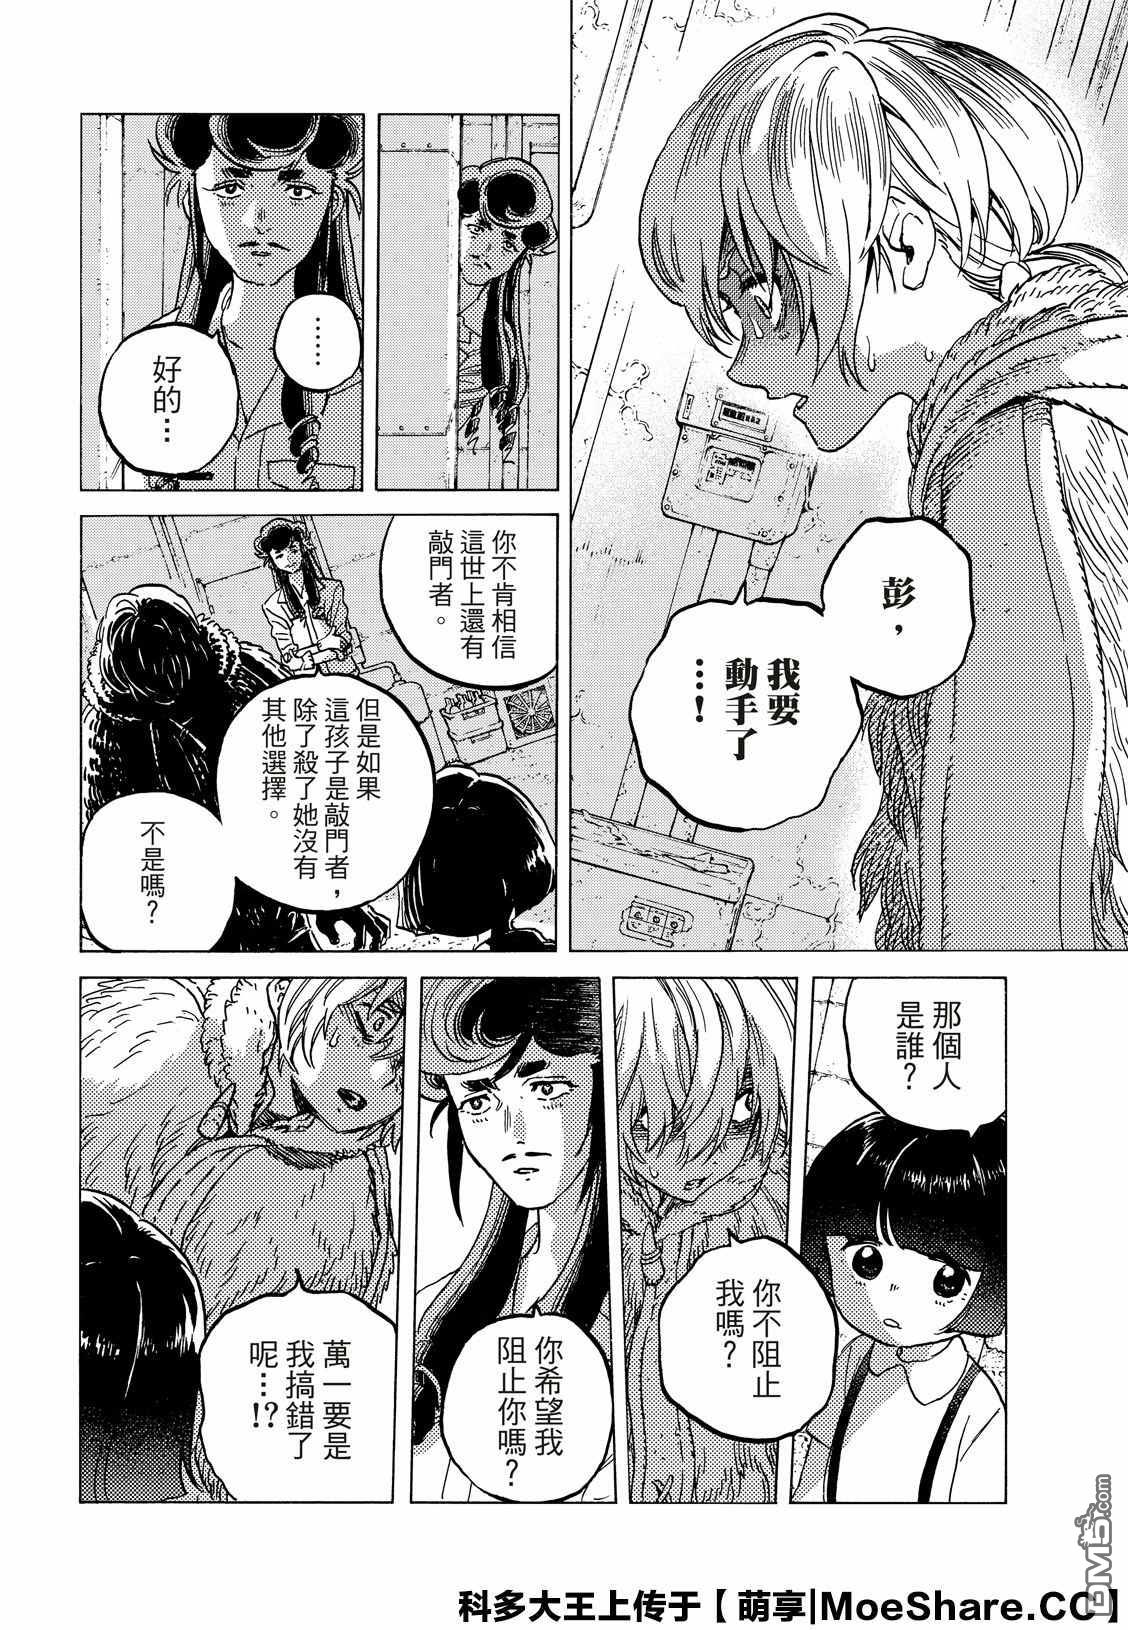 彭，
我要
動手了
…！
……
好的…
你不肯相信
這世上還有
敲門者。
但是如果
這孩子是敲門者，
除了殺了她沒有
其他選擇。
不是嗎？
那個人
是誰？
你不阻止
我嗎？
你希望我
阻止你嗎？
萬一要是
我搞錯了
呢…!?
DM5.com
科多大王上传于【萌享|MoeShare.CC】